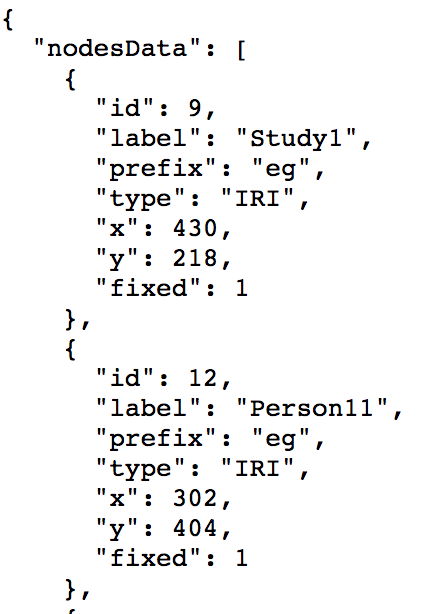 {
  "nodesData": [
    {
      "id": 9,
      "label": "Study1",
      "prefix": "eg",
      "type": "IRI",
      "x": 430,
      "y": 218,
      "fixed": 1
    },
    {
      "id": 12,
      "label": "Person11",
      "prefix": "eg",
      "type": "IRI",
      "x": 302,
      "y": 404,
      "fixed": 1
    },
    {